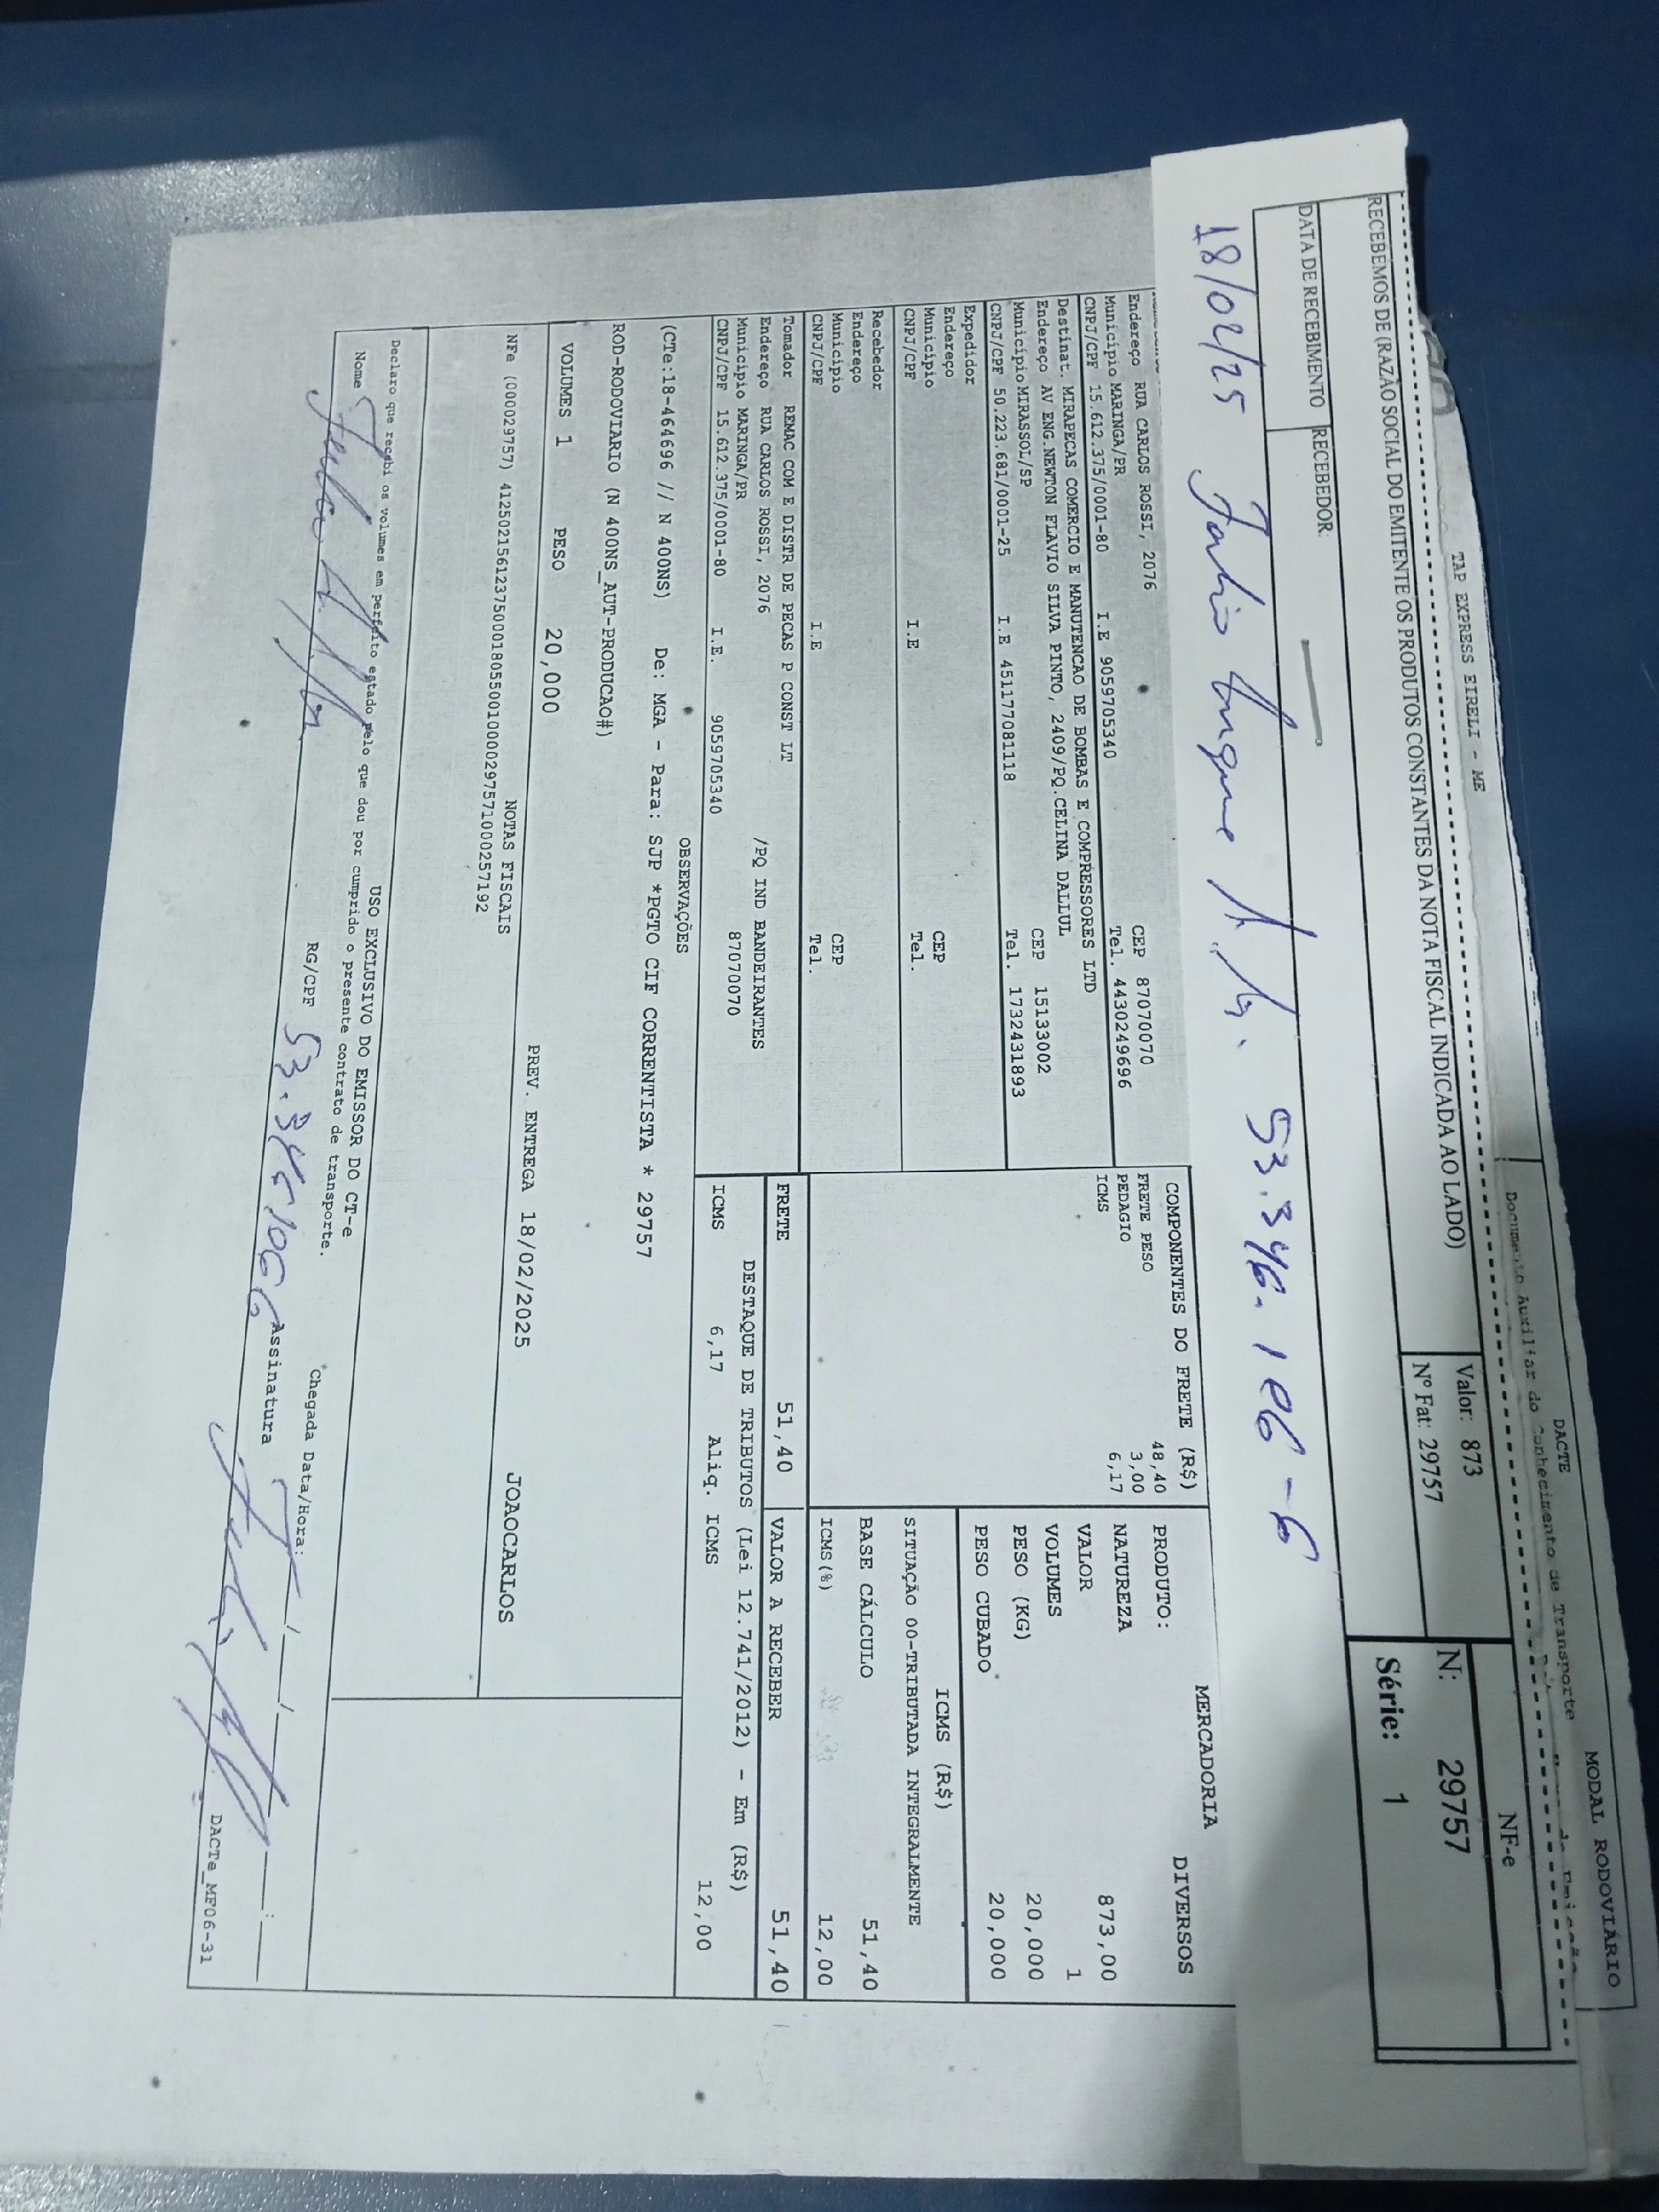 MODAL RODOVIÁRIO
DACTE
Documento Auxiliar do Conhecimento de Transporte
TAP EXPRESS EIRELI - ME
RECEBEMOS DE (RAZÃO SOCIAL DO EMITENTE OS PRODUTOS CONSTANTES DA NOTA FISCAL INDICADA AO LADO)
Valor: 873
Nº Fat: 29757
NF-e
N: 29757
Série: 1
DATA DE RECEBIMENTO
RECEBEDOR:
18/02/25 53.346.106-6
Endereço RUA CARLOS ROSSI, 2076 CEP 87070070
Município MARINGA/PR Tel. 4430249696
CNPJ/CPF 15.612.375/0001-80 I.E 9059705340
Destinat. MIRAPECAS COMERCIO E MANUTENCAO DE BOMBAS E COMPRESSORES LTD
Endereço AV ENG.NEWTON FLAVIO SILVA PINTO, 2409/PQ.CELINA DALLUL
Município MIRASSOL/SP CEP 15133002
CNPJ/CPF 50.223.681/0001-25 I.E 451177081118 Tel. 1732431893
Expedidor
Endereço
Município CEP
CNPJ/CPF I.E Tel.
Recebedor
Endereço
Município CEP
CNPJ/CPF I.E Tel.
Tomador REMAC COM E DISTR DE PECAS P CONST LT
Endereço RUA CARLOS ROSSI, 2076 /PQ IND BANDEIRANTES
Município MARINGA/PR 87070070
CNPJ/CPF 15.612.375/0001-80 I.E. 9059705340
COMPONENTES DO FRETE (R$)
FRETE PESO 48,40
PEDAGIO 3,00
ICMS 6,17
MERCADORIA
PRODUTO: DIVERSOS
NATUREZA
VALOR 873,00
VOLUMES 1
PESO (KG) 20,000
PESO CUBADO 20,000
ICMS (R$)
SITUAÇÃO 00-TRIBUTADA INTEGRALMENTE
BASE CÁLCULO 51,40
ICMS(%) 12,00
FRETE 51,40
VALOR A RECEBER 51,40
DESTAQUE DE TRIBUTOS (Lei 12.741/2012) - Em (R$)
ICMS 6,17 Aliq. ICMS 12,00
OBSERVAÇÕES
(CTe:18-464696 // N 400NS) De: MGA - Para: SJP *PGTO CIF CORRENTISTA * 29757
ROD-RODOVIARIO (N 400NS_AUT-PRODUCAO#)
VOLUMES 1 PESO 20,000 PREV. ENTREGA 18/02/2025 JOAOCARLOS
NOTAS FISCAIS
NFe (000029757) 41250215612375000180550010000297571000257192
USO EXCLUSIVO DO EMISSOR DO CT-e
Declaro que recebi os volumes em perfeito estado pelo que dou por cumprido o presente contrato de transporte.
Chegada Data/Hora:
Nome RG/CPF Assinatura
DACTe_MF06-31